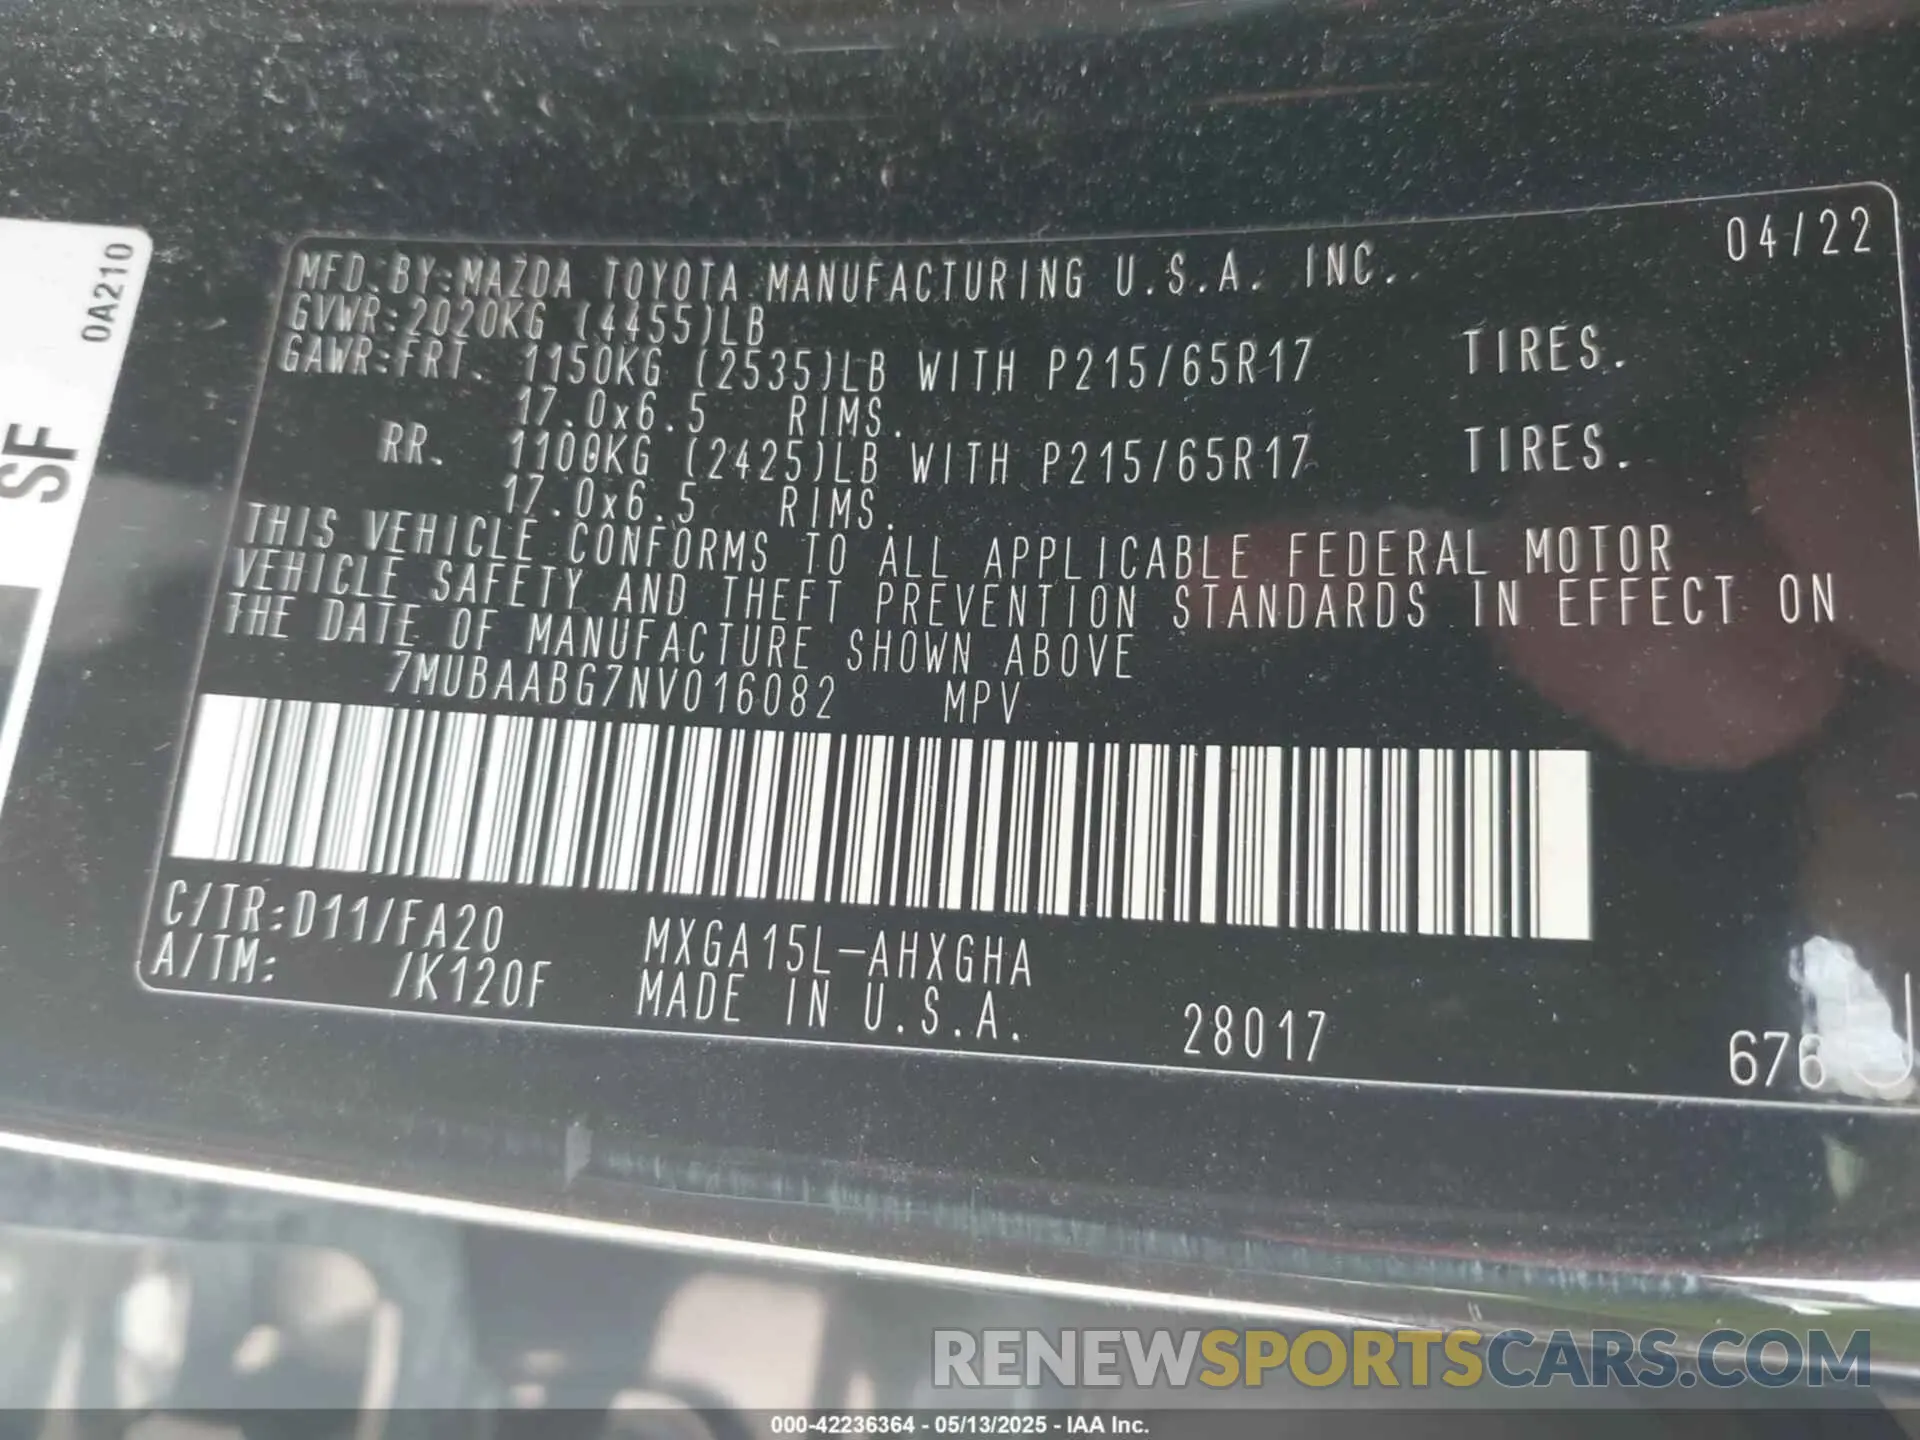 0A210
SF
04/22
MFD. BY:MAZDA TOYOTA MANUFACTURING U.S.A. INC.
GVWR:2020KG (4455)LB
GAWR:FRT. 1150KG (2535)LB WITH P215/65R17 TIRES.
17.0x6.5 RIMS.
RR. 1100KG (2425)LB WITH P215/65R17 TIRES.
17.0x6.5 RIMS.
THIS VEHICLE CONFORMS TO ALL APPLICABLE FEDERAL MOTOR
VEHICLE SAFETY AND THEFT PREVENTION STANDARDS IN EFFECT ON
THE DATE OF MANUFACTURE SHOWN ABOVE
7MUBAABG7NV016082 MPV
C/TR:D11/FA20 MXGA15L-AHXGHA
A/TM: /K120F MADE IN U.S.A. 28017
RENEWSPORTSCARS.COM
000-42236364 - 05/13/2025 - IAA Inc.